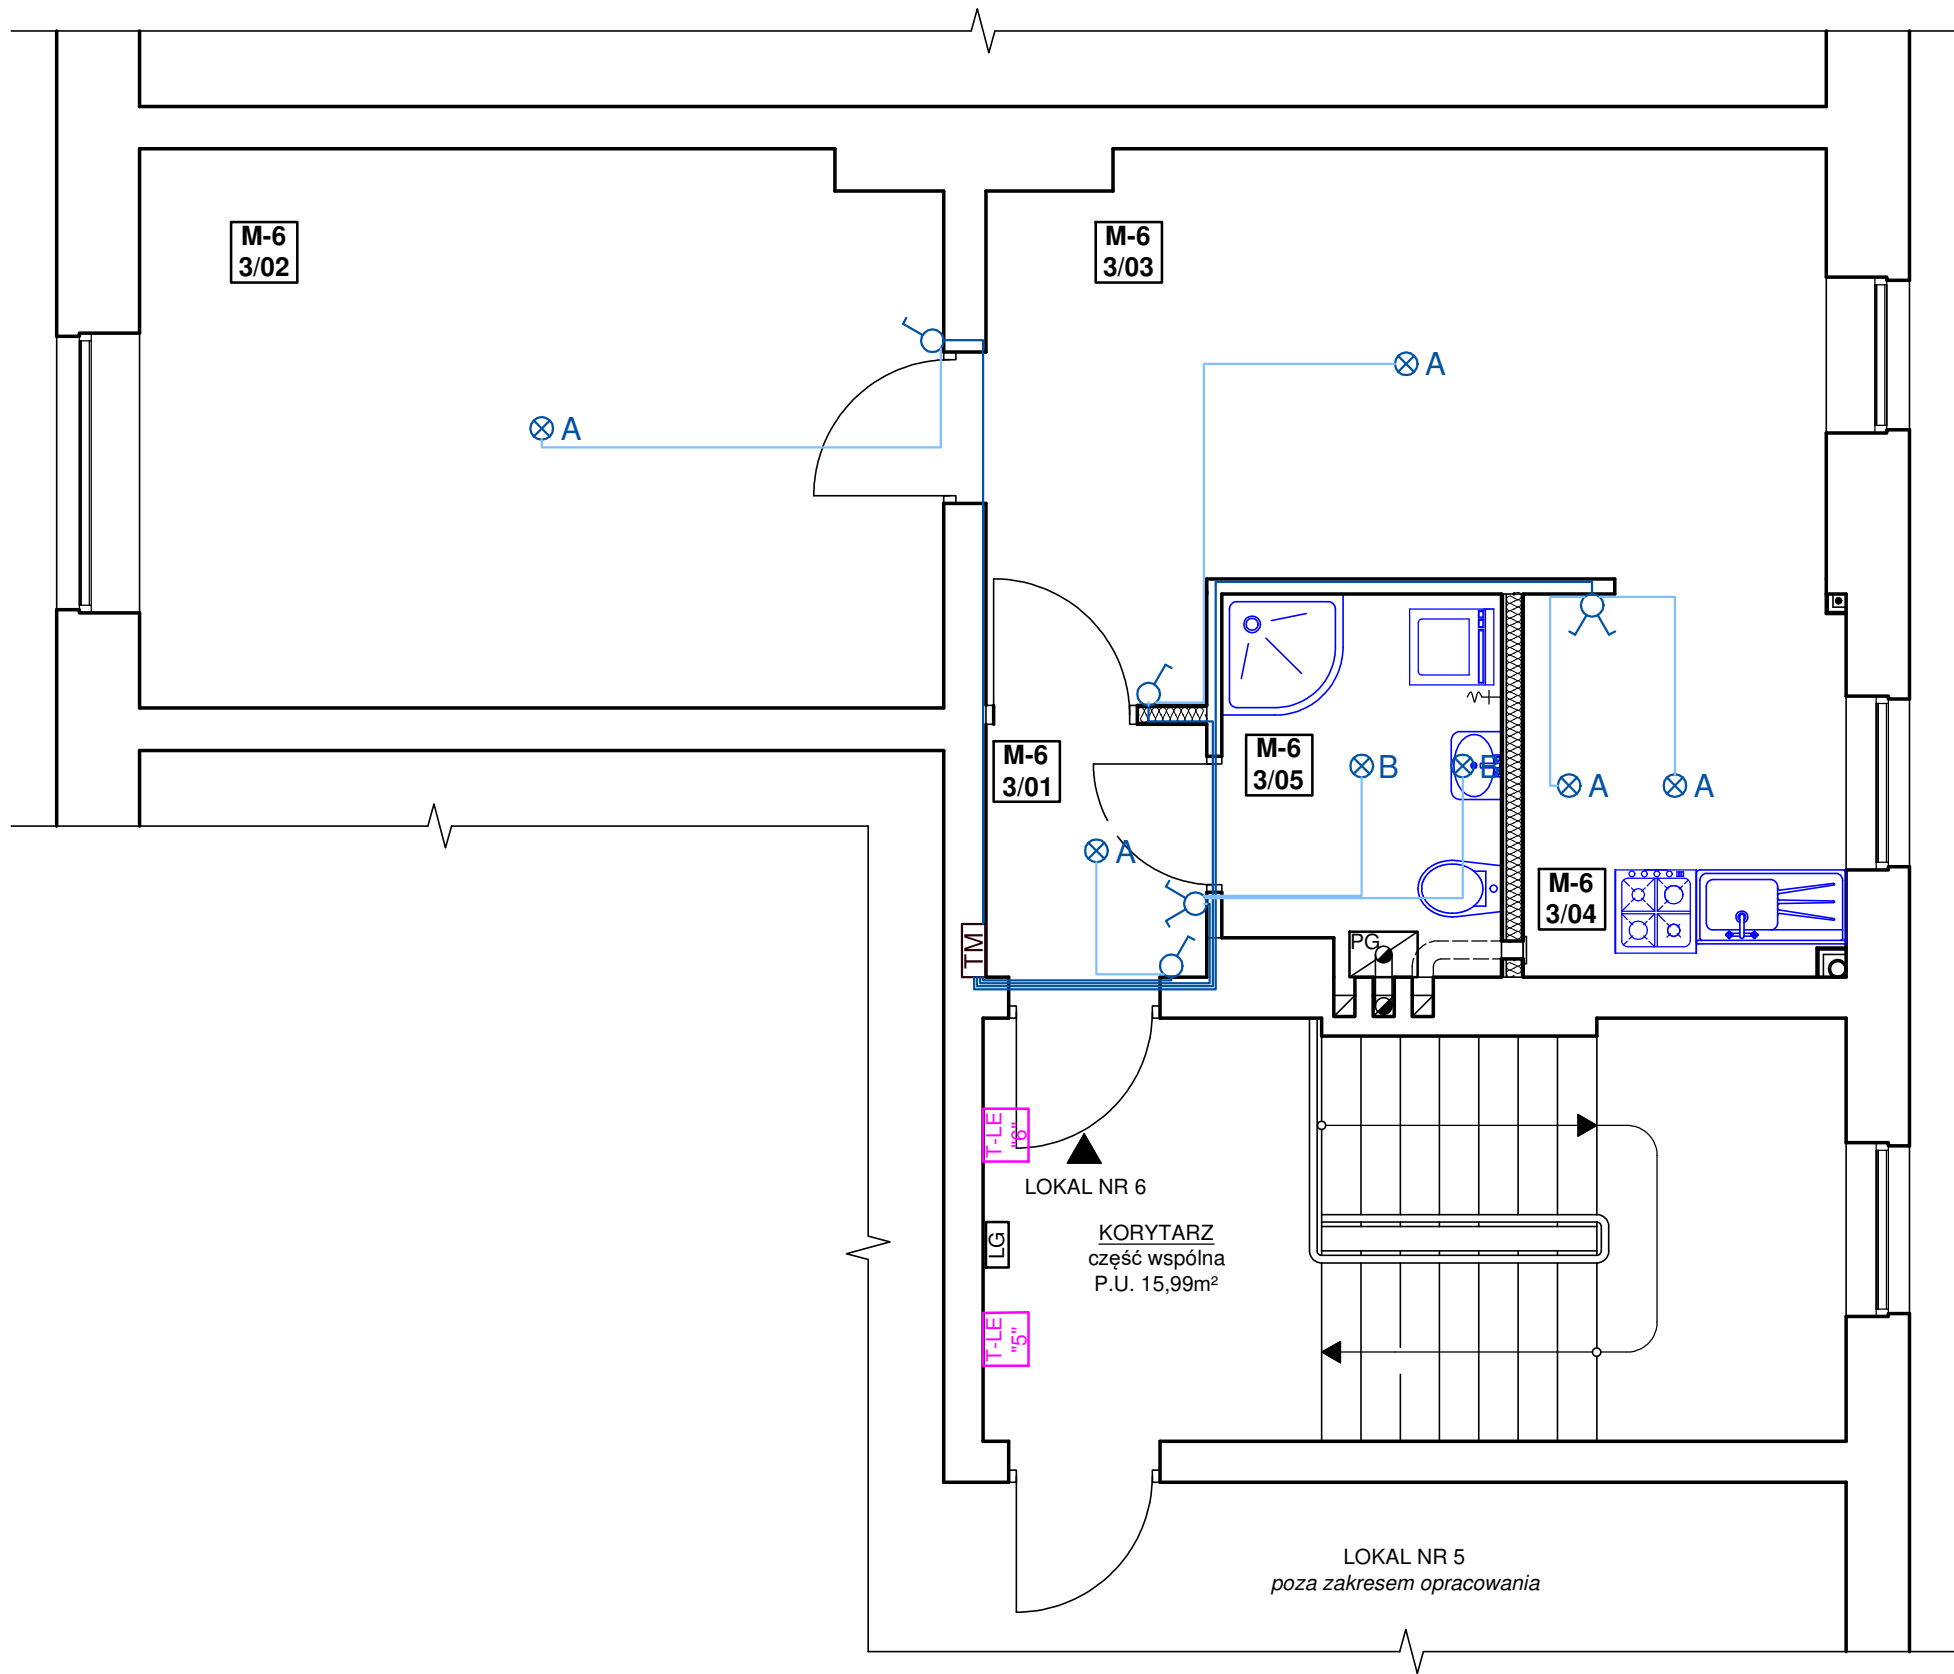 M-6
3/02
M-6
3/03
A
A
M-6
3/01
M-6
3/05
B
B
A
A
A
M-6
3/04
TM
PG
T-LE
"6"
LOKAL NR 6
LG
KORYTARZ
część wspólna
P.U. 15,99m²
T-LE
"5"
LOKAL NR 5
poza zakresem opracowania